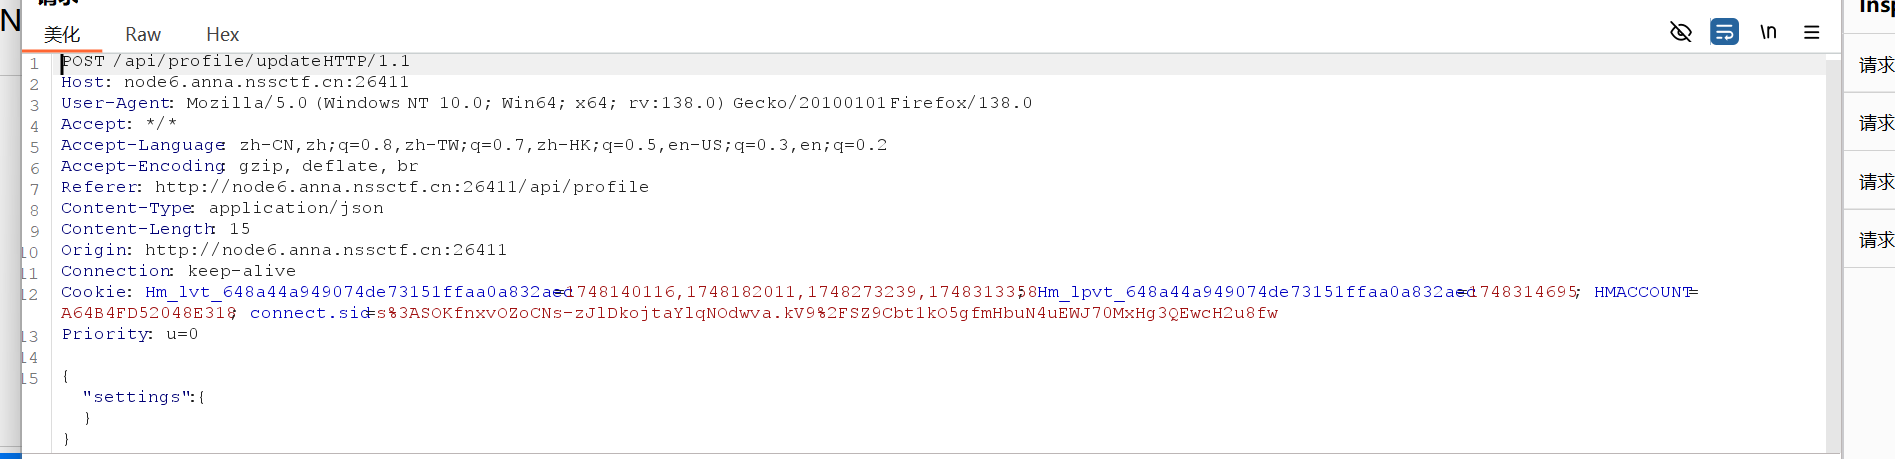 请求
Insp
N
美化 Raw Hex \n
1 POST /api/profile/update HTTP/1.1
2 Host: node6.anna.nssctf.cn:26411
3 User-Agent: Mozilla/5.0 (Windows NT 10.0; Win64; x64; rv:138.0) Gecko/20100101 Firefox/138.0
4 Accept: */*
5 Accept-Language: zh-CN,zh;q=0.8,zh-TW;q=0.7,zh-HK;q=0.5,en-US;q=0.3,en;q=0.2
6 Accept-Encoding: gzip, deflate, br
7 Referer: http://node6.anna.nssctf.cn:26411/api/profile
8 Content-Type: application/json
9 Content-Length: 15
10 Origin: http://node6.anna.nssctf.cn:26411
11 Connection: keep-alive
12 Cookie: Hm_lvt_648a44a949074de73151ffaa0a832aec=1748140116,1748182011,1748273239,1748313358; Hm_lpvt_648a44a949074de73151ffaa0a832aec=1748314695; HMACCOUNT=
A64B4FD52048E318; connect.sid=s%3ASOKfnxvOZoCNs-zJlDkojtaYlqNOdwva.kV9%2FSZ9Cbt1kO5gfmHbuN4uEWJ70MxHg3QEwcH2u8fw
13 Priority: u=0
14
15 {
"settings":{
}
}
请求
请求
请求
请求